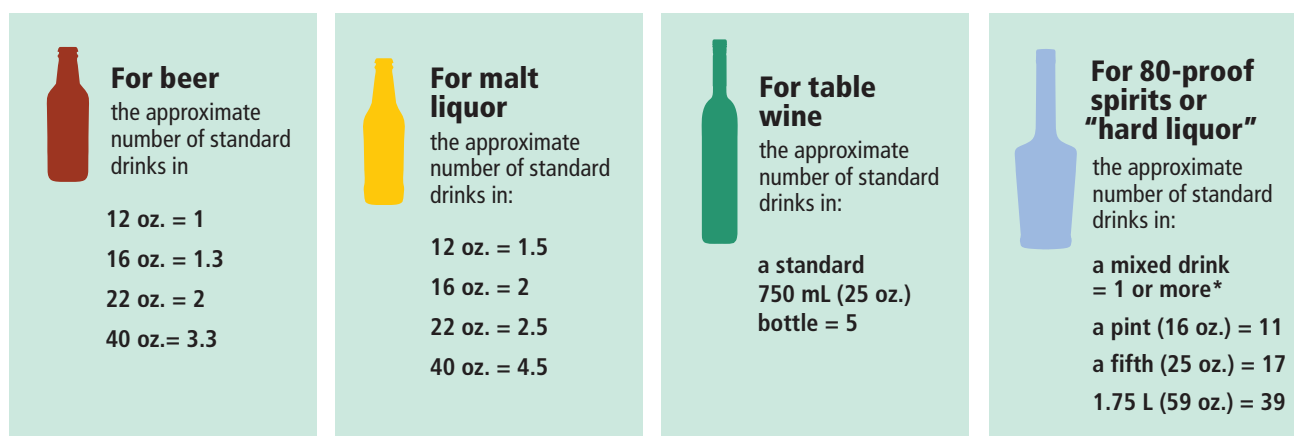 For beer
the approximate
number of standard
drinks in
12 oz. = 1
16 oz. = 1.3
22 oz. = 2
40 oz.= 3.3
For malt
liquor
the approximate
number of standard
drinks in:
12 oz. = 1.5
16 oz. = 2
22 oz. = 2.5
40 oz. = 4.5
For table
wine
the approximate
number of standard
drinks in:
a standard
750 mL (25 oz.)
bottle = 5
For 80-proof
spirits or
“hard liquor”
the approximate
number of standard
drinks in:
a mixed drink
= 1 or more*
a pint (16 oz.) = 11
a fifth (25 oz.) = 17
1.75 L (59 oz.) = 39